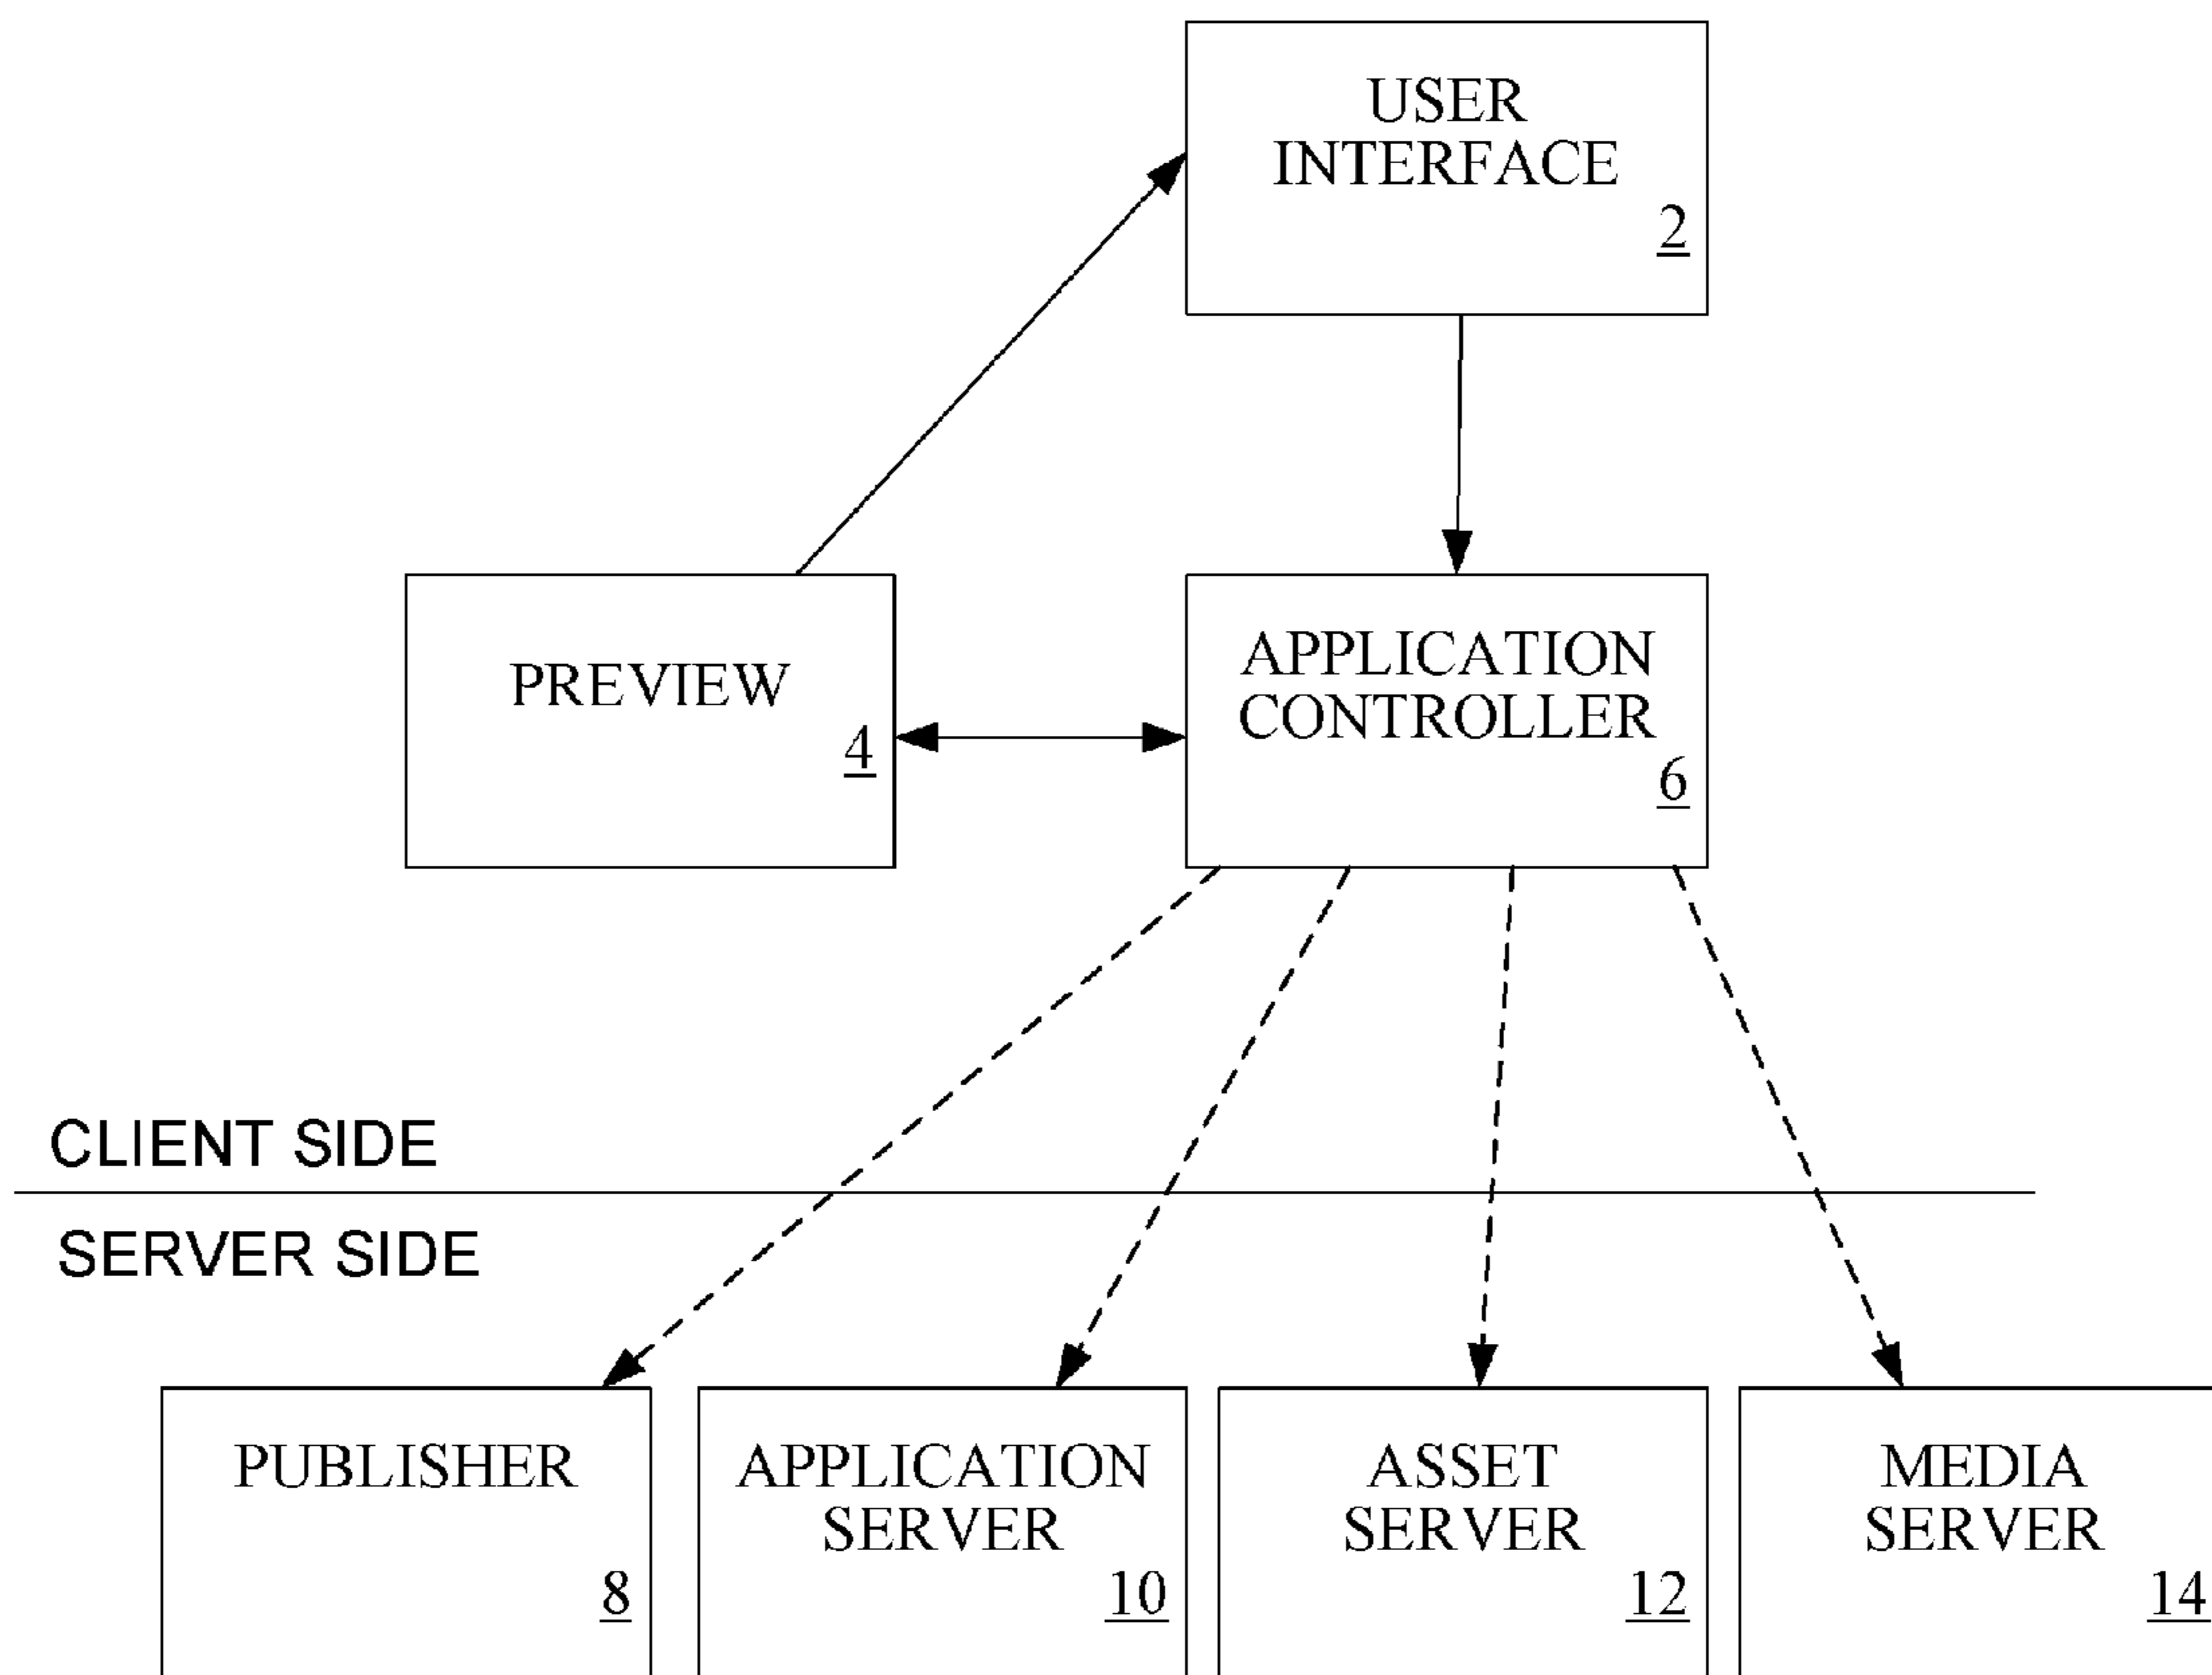 USER
INTERFACE
2
PREVIEW
4
APPLICATION
CONTROLLER
6
CLIENT SIDE
SERVER SIDE
PUBLISHER
8
APPLICATION
SERVER
10
ASSET
SERVER
12
MEDIA
SERVER
14